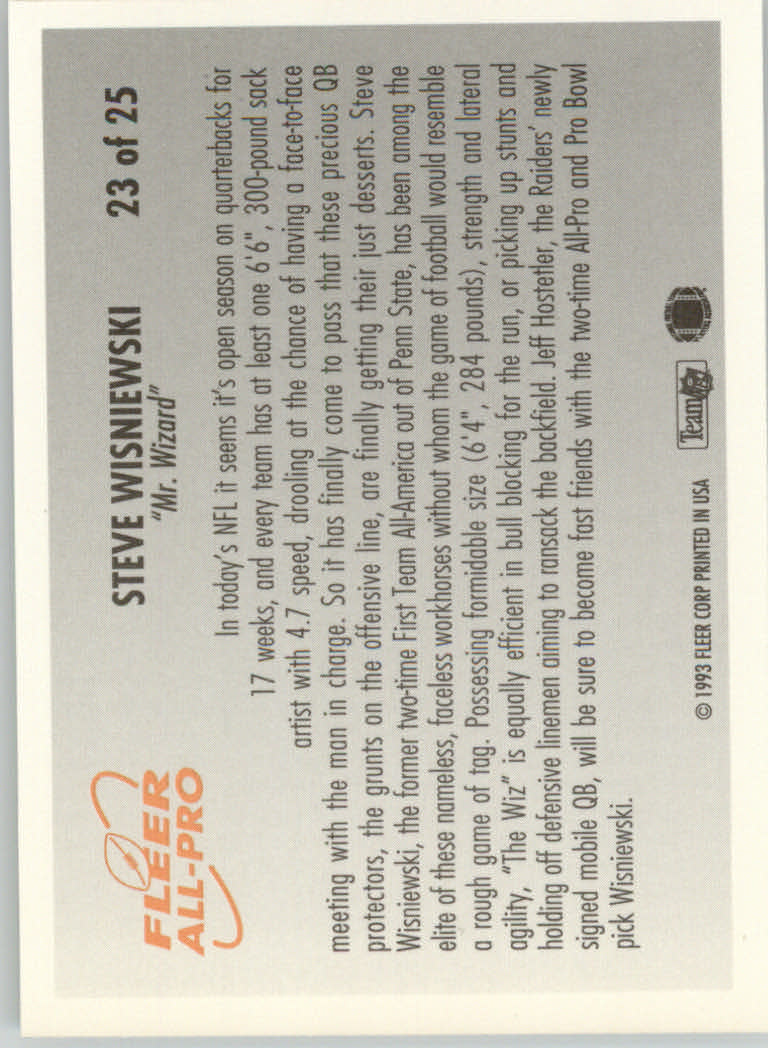 FLEER
ALL-PRO
STEVE WISNIEWSKI 23 of 25
"Mr. Wizard"
In today's NFL it seems it's open season on quarterbacks for
17 weeks, and every team has at least one 6'6", 300-pound sack
artist with 4.7 speed, drooling at the chance of having a face-to-face
meeting with the man in charge. So it has finally come to pass that these precious QB
protectors, the grunts on the offensive line, are finally getting their just desserts. Steve
Wisniewski, the former two-time First Team All-America out of Penn State, has been among the
elite of these nameless, faceless workhorses without whom the game of football would resemble
a rough game of tag. Possessing formidable size (6'4", 284 pounds), strength and lateral
agility, "The Wiz" is equally efficient in bull blocking for the run, or picking up stunts and
holding off defensive linemen aiming to ransack the backfield. Jeff Hostetler, the Raiders' newly
signed mobile QB, will be sure to become fast friends with the two-time All-Pro and Pro Bowl
pick Wisniewski.
© 1993 FLEER CORP PRINTED IN USA
Team NFL